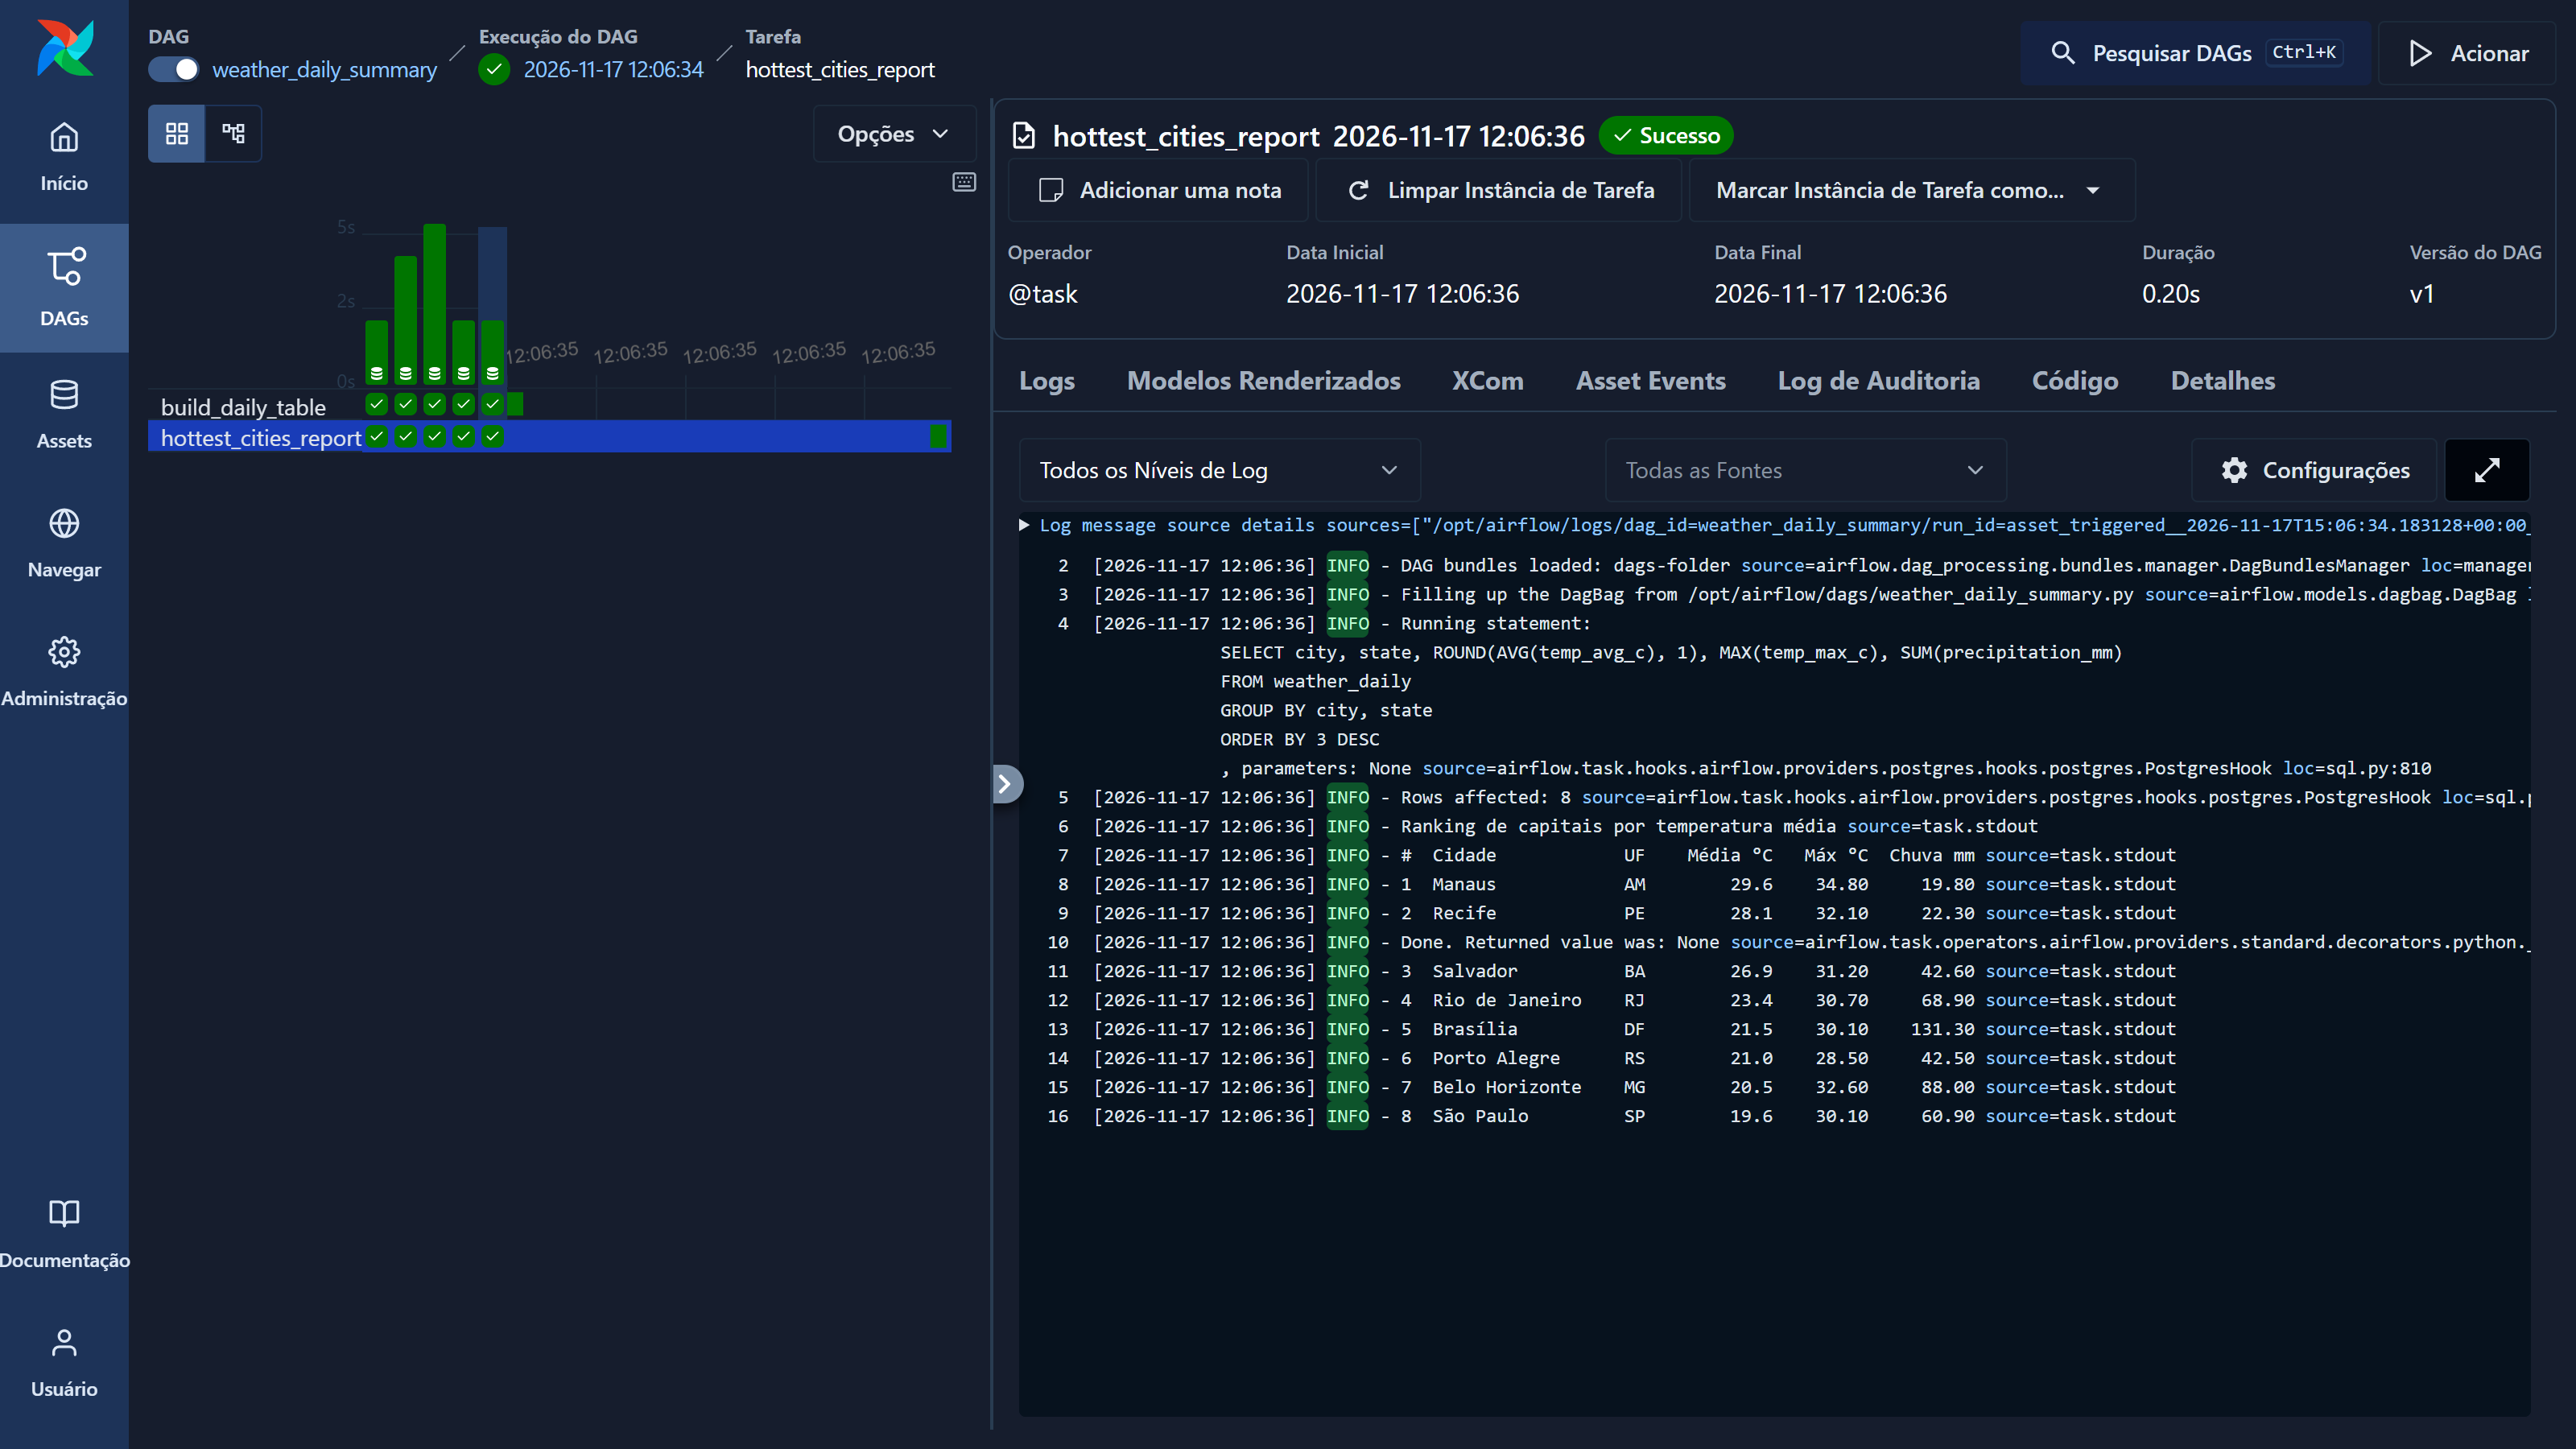 DAG
weather_daily_summary
Execução do DAG
2026-11-17 12:06:34
Tarefa
hottest_cities_report
Pesquisar DAGs Ctrl+K
Acionar
Início
DAGs
Assets
Navegar
Administração
Documentação
Usuário
Opções
5s
2s
0s
12:06:35 12:06:35 12:06:35 12:06:35 12:06:35
build_daily_table
hottest_cities_report
hottest_cities_report 2026-11-17 12:06:36 Sucesso
Adicionar uma nota
Limpar Instância de Tarefa
Marcar Instância de Tarefa como...
Operador Data Inicial Data Final Duração Versão do DAG
@task 2026-11-17 12:06:36 2026-11-17 12:06:36 0.20s v1
Logs Modelos Renderizados XCom Asset Events Log de Auditoria Código Detalhes
Todos os Níveis de Log
Todas as Fontes
Configurações
Log message source details sources=["/opt/airflow/logs/dag_id=weather_daily_summary/run_id=asset_triggered__2026-11-17T15:06:34.183128+00:00_
2 [2026-11-17 12:06:36] INFO - DAG bundles loaded: dags-folder source=airflow.dag_processing.bundles.manager.DagBundlesManager loc=manager
3 [2026-11-17 12:06:36] INFO - Filling up the DagBag from /opt/airflow/dags/weather_daily_summary.py source=airflow.models.dagbag.DagBag
4 [2026-11-17 12:06:36] INFO - Running statement:
SELECT city, state, ROUND(AVG(temp_avg_c), 1), MAX(temp_max_c), SUM(precipitation_mm)
FROM weather_daily
GROUP BY city, state
ORDER BY 3 DESC
, parameters: None source=airflow.task.hooks.airflow.providers.postgres.hooks.postgres.PostgresHook loc=sql.py:810
5 [2026-11-17 12:06:36] INFO - Rows affected: 8 source=airflow.task.hooks.airflow.providers.postgres.hooks.postgres.PostgresHook loc=sql.p
6 [2026-11-17 12:06:36] INFO - Ranking de capitais por temperatura média source=task.stdout
7 [2026-11-17 12:06:36] INFO - # Cidade UF Média °C Máx °C Chuva mm source=task.stdout
8 [2026-11-17 12:06:36] INFO - 1 Manaus AM 29.6 34.80 19.80 source=task.stdout
9 [2026-11-17 12:06:36] INFO - 2 Recife PE 28.1 32.10 22.30 source=task.stdout
10 [2026-11-17 12:06:36] INFO - Done. Returned value was: None source=airflow.task.operators.airflow.providers.standard.decorators.python._
11 [2026-11-17 12:06:36] INFO - 3 Salvador BA 26.9 31.20 42.60 source=task.stdout
12 [2026-11-17 12:06:36] INFO - 4 Rio de Janeiro RJ 23.4 30.70 68.90 source=task.stdout
13 [2026-11-17 12:06:36] INFO - 5 Brasília DF 21.5 30.10 131.30 source=task.stdout
14 [2026-11-17 12:06:36] INFO - 6 Porto Alegre RS 21.0 28.50 42.50 source=task.stdout
15 [2026-11-17 12:06:36] INFO - 7 Belo Horizonte MG 20.5 32.60 88.00 source=task.stdout
16 [2026-11-17 12:06:36] INFO - 8 São Paulo SP 19.6 30.10 60.90 source=task.stdout